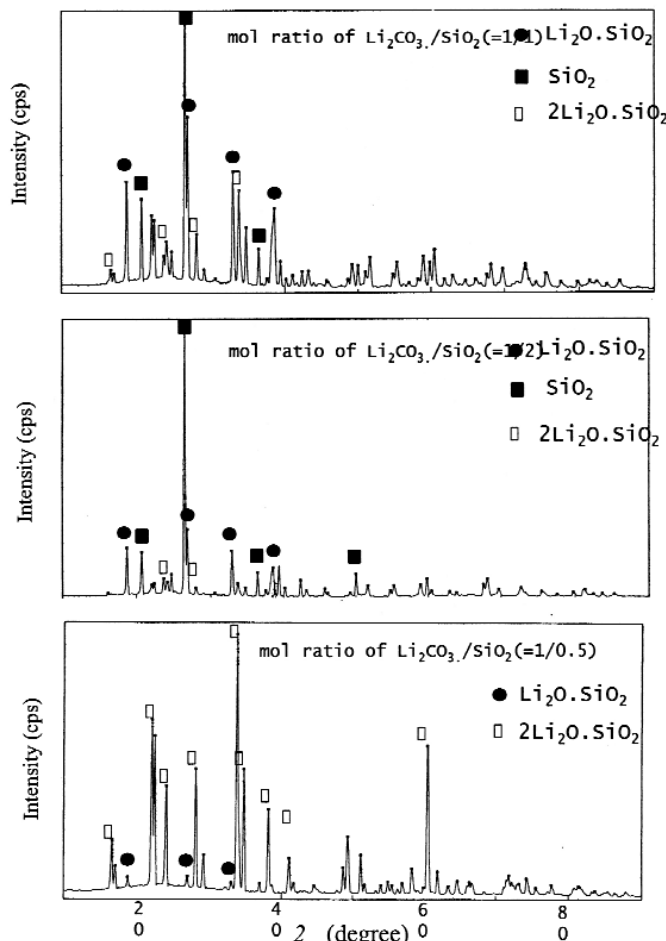 Intensity (cps)
mol ratio of Li₂CO₃./SiO₂(=1/1)
Li₂O.SiO₂
SiO₂
2Li₂O.SiO₂
Intensity (cps)
mol ratio of Li₂CO₃./SiO₂(=1/2)
Li₂O.SiO₂
SiO₂
2Li₂O.SiO₂
Intensity (cps)
mol ratio of Li₂CO₃./SiO₂(=1/0.5)
Li₂O.SiO₂
2Li₂O.SiO₂
2 4 6 8
0 0 0 0
2 (degree)